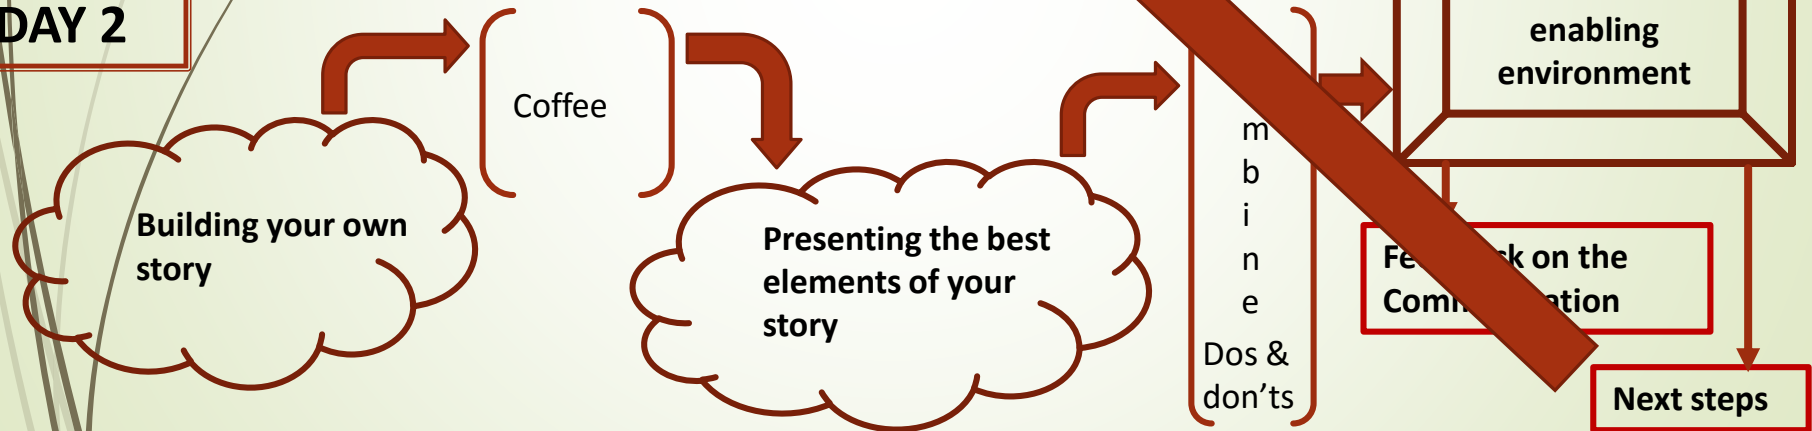 DAY 2
Building your own
story
Coffee
Presenting the best
elements of your
story
m
b
i
n
e
Dos &
don'ts
enabling
environment
on the
Next steps